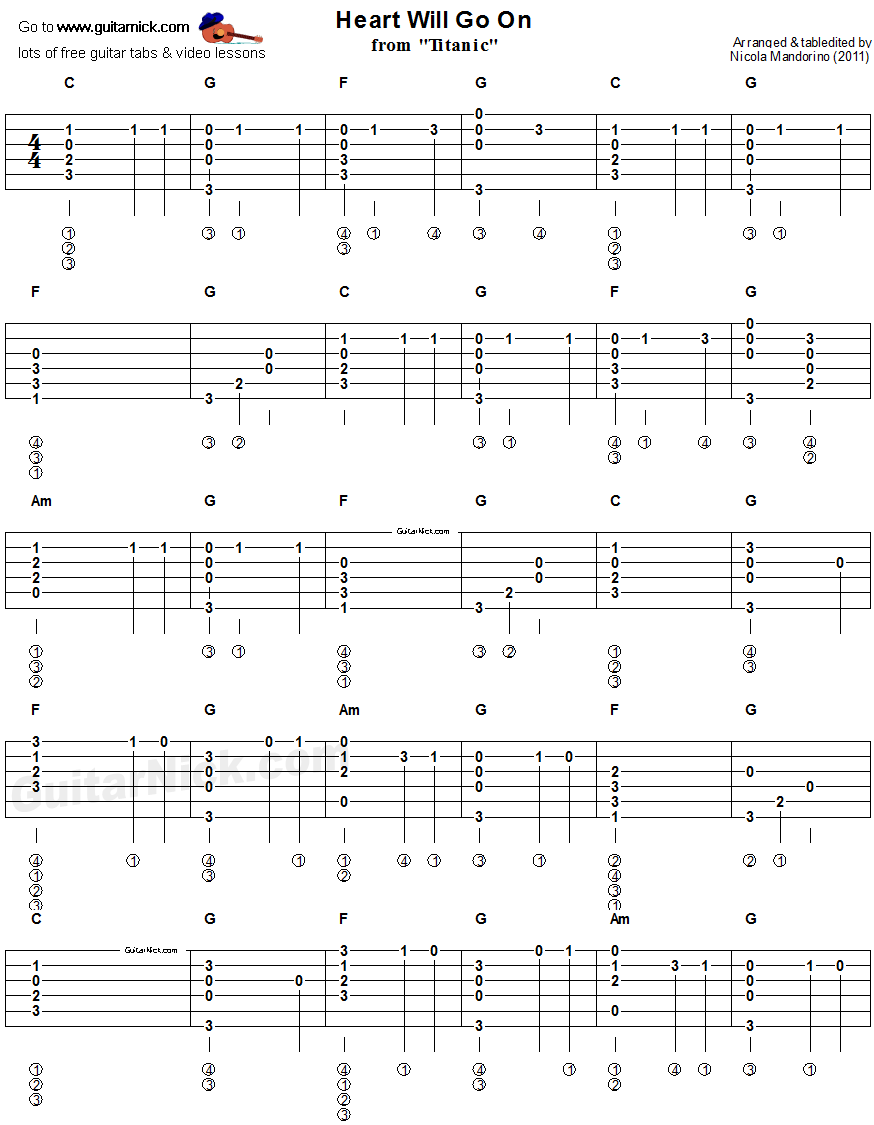 Go to www.guitarnick.com
lots of free guitar tabs & video lessons
Heart Will Go On
from "Titanic"
Arranged & tabledited by
Nicola Mandorino (2011)
C G F G C G
0
1 1 1 0 1 1 0 1 3 0 3 1 1 1 0 1 1
4 0 0 0 0 0 0
4 2 0 3 2 0
3 3 3
3 3 3
① ③ ① ④ ① ④ ③ ④ ① ③ ①
② ③ ②
③ ③
F G C G F G
0
1 1 1 0 1 1 0 1 3 0 3
0 0 0 0 0 0 0
3 0 2 0 3 0
3 2 3 3 2
1 3 3 3
④ ③ ② ③ ① ④ ① ④ ③ ④
③ ③ ②
①
Am G F G C G
GuitarNick.com
1 1 1 0 1 1 1 3
2 0 0 0 0 0 0
2 0 3 0 2 0
0 3 2 3
3 1 3 3
① ③ ① ④ ③ ② ① ④
③ ③ ② ③
② ① ③
F G Am G F G
3 1 0 0 1 0
1 3 3 1 0 1 0
1 2 0 2 0 2 0
3 0 0 3 0
0 3 2
3 3 1 3
GuitarNick.com
④ ① ④ ① ① ④ ① ③ ① ② ② ①
① ③ ② ④
② ③
③ ①
C G F G Am G
GuitarNick.com 3 1 0 0 1 0
1 3 1 3 1 3 1 0 1 0
0 0 0 2 0 2 0
2 0 3 0 0
3 0
3 3 3
① ④ ④ ① ④ ① ① ④ ① ③ ①
② ③ ① ③ ②
③ ②
③